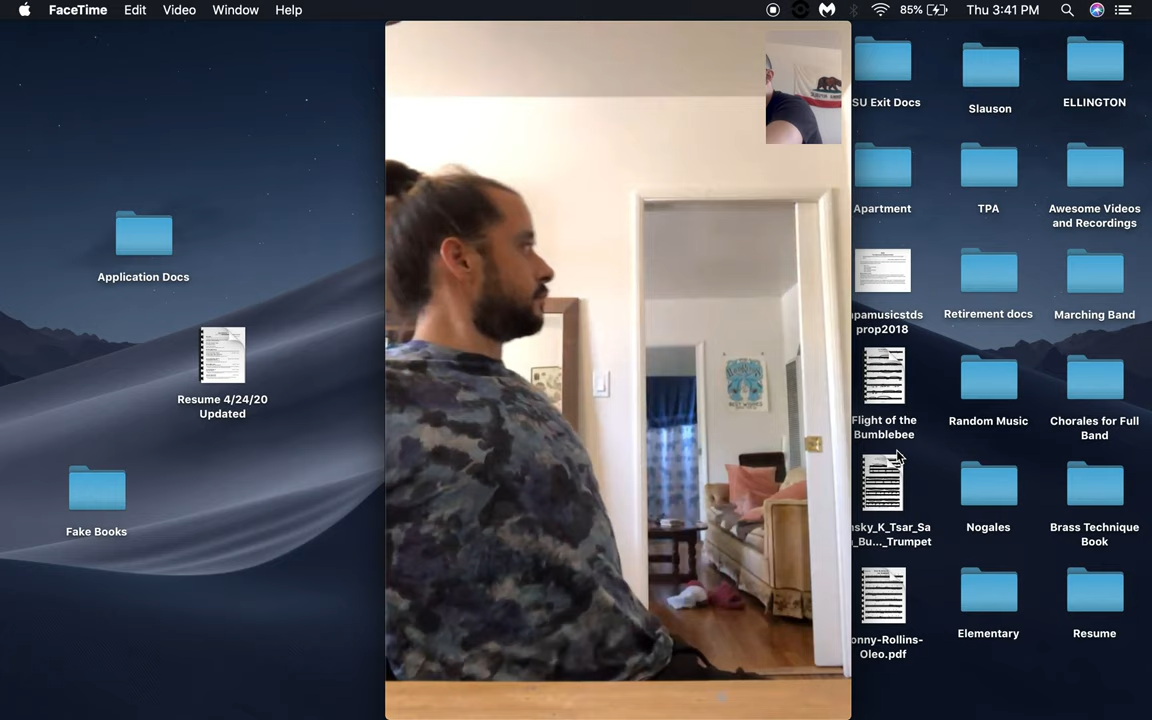 FaceTime Edit Video Window Help 85% Thu 3:41 PM
SU Exit Docs
Slauson
ELLINGTON
Apartment
TPA
Awesome Videos
and Recordings
Application Docs
pamusicstds
prop2018
Retirement docs
Marching Band
Resume 4/24/20
Updated
Flight of the
Bumblebee
Random Music
Chorales for Full
Band
Fake Books
nsky_K_Tsar_Sa
_Bu..._Trumpet
Nogales
Brass Technique
Book
onny-Rollins-
Oleo.pdf
Elementary
Resume